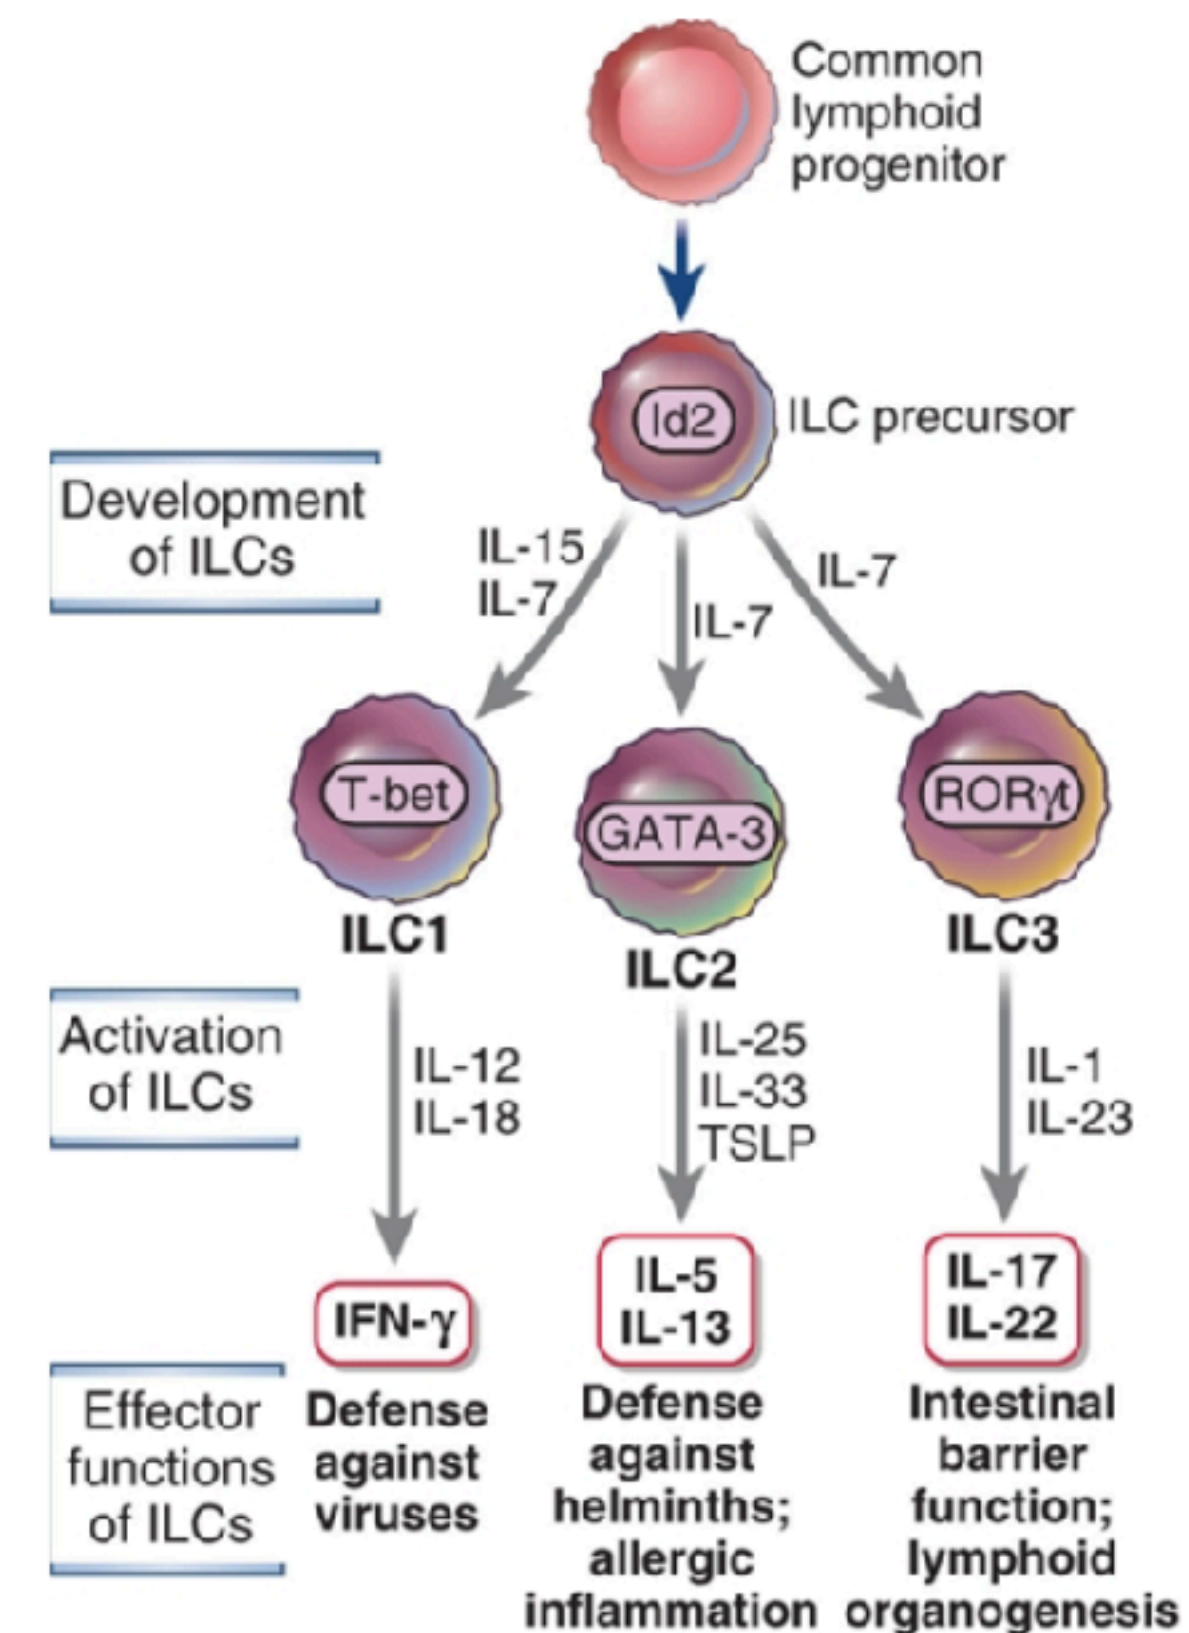 Common
lymphoid
progenitor
Id2
ILC precursor
Development
of ILCs
IL-15
IL-7
IL-7
IL-7
T-bet
GATA-3
RORγt
ILC1
ILC2
ILC3
Activation
of ILCs
IL-12
IL-18
IL-25
IL-33
TSLP
IL-1
IL-23
IFN-γ
IL-5
IL-13
IL-17
IL-22
Effector
functions
of ILCs
Defense
against
viruses
Defense
against
helminths;
allergic
inflammation
Intestinal
barrier
function;
lymphoid
organogenesis